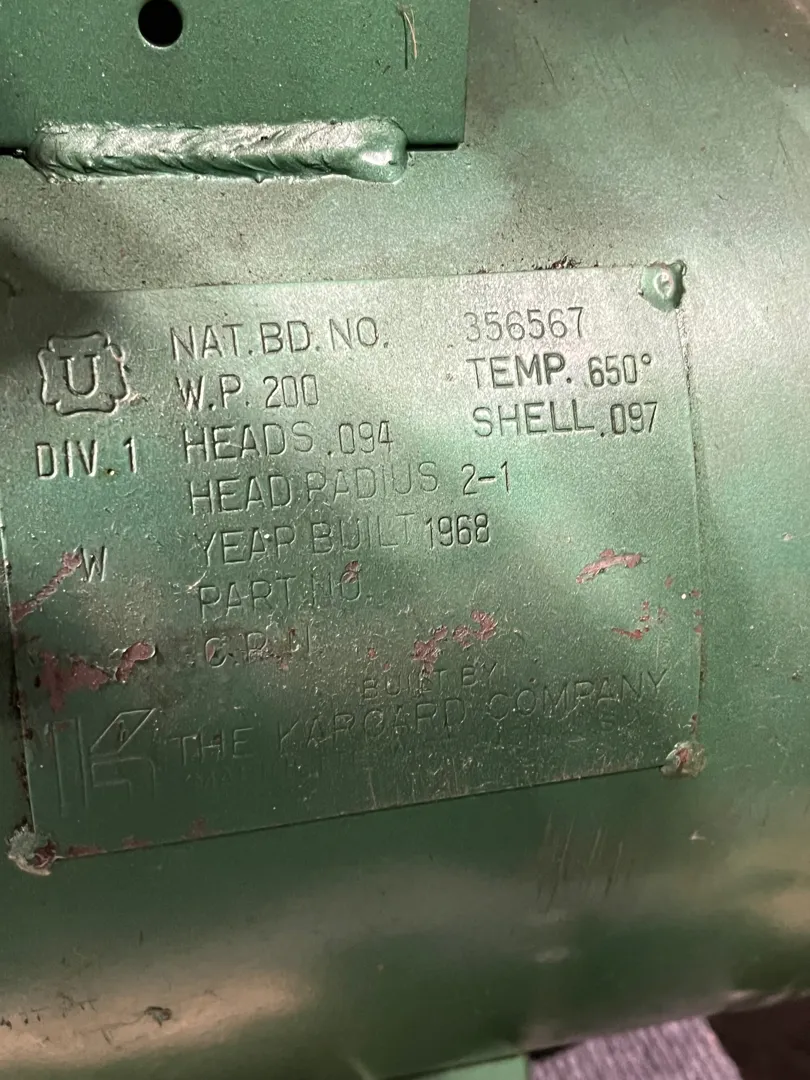 NAT. BD. NO. 356567
U W.P. 200 TEMP. 650°
DIV. 1 HEADS .094 SHELL .097
HEAD RADIUS 2-1
W YEAR BUILT 1968
PART NO.
C.R.N.
BUILT BY
THE KARGARD COMPANY